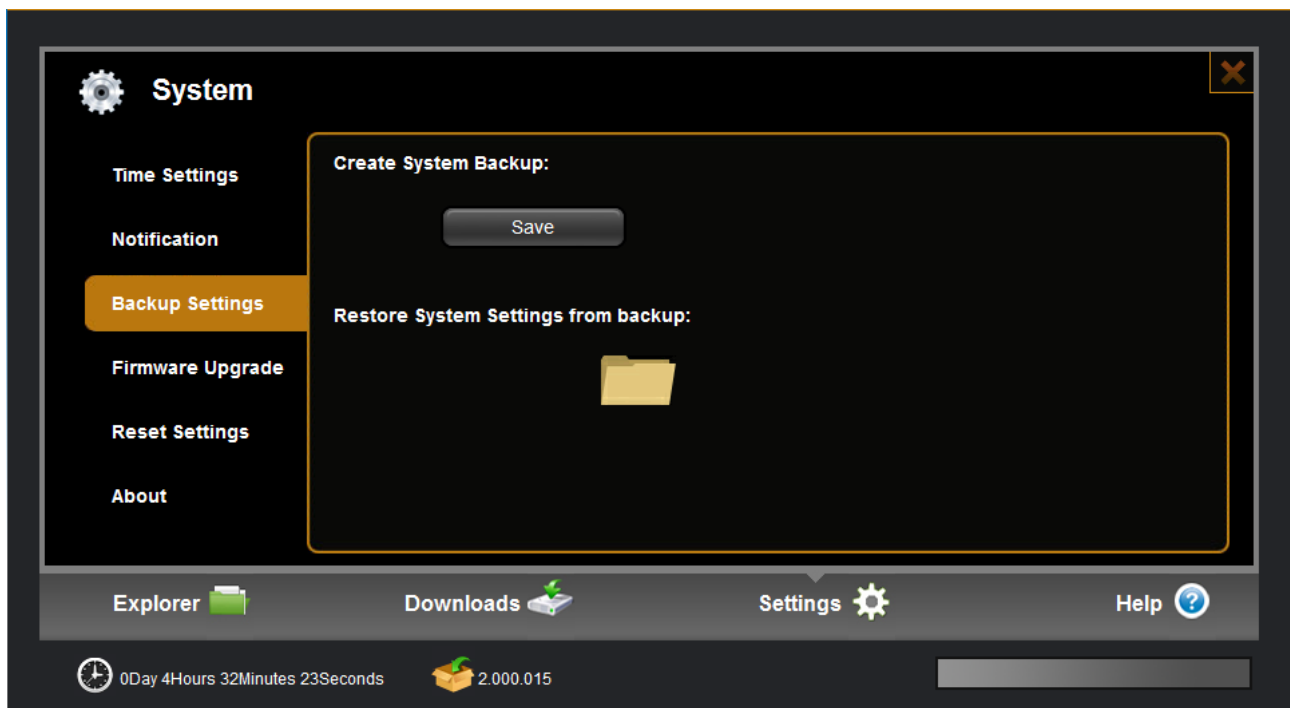 System
Time Settings
Notification
Backup Settings
Firmware Upgrade
Reset Settings
About
Create System Backup:
Save
Restore System Settings from backup:
Explorer
Downloads
Settings
Help
0Day 4Hours 32Minutes 23Seconds
2.000.015